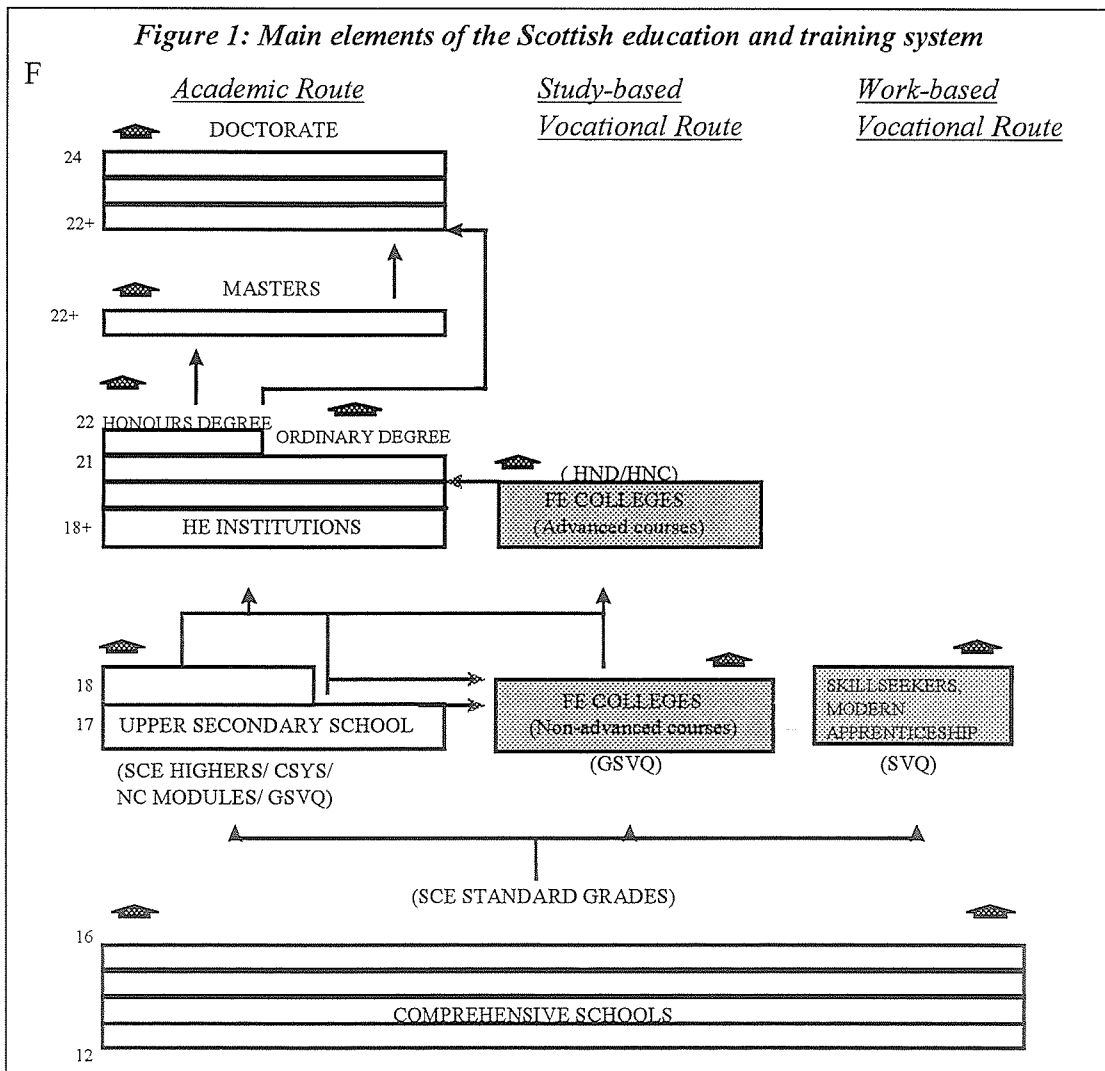 Figure 1: Main elements of the Scottish education and training system
F
Academic Route
Study-based
Vocational Route
Work-based
Vocational Route
DOCTORATE
24
22+
MASTERS
22+
22 HONOURS DEGREE
ORDINARY DEGREE
21
( HND/HNC)
FE COLLEGES
(Advanced courses)
18+
HE INSTITUTIONS
18
17
UPPER SECONDARY SCHOOL
(SCE HIGHERS/ CSYS/
NC MODULES/ GSVQ)
FE COLLEGES
(Non-advanced courses)
(GSVQ)
SKILLSEEKERS,
MODERN
APPRENTICESHIP
(SVQ)
(SCE STANDARD GRADES)
16
COMPREHENSIVE SCHOOLS
12